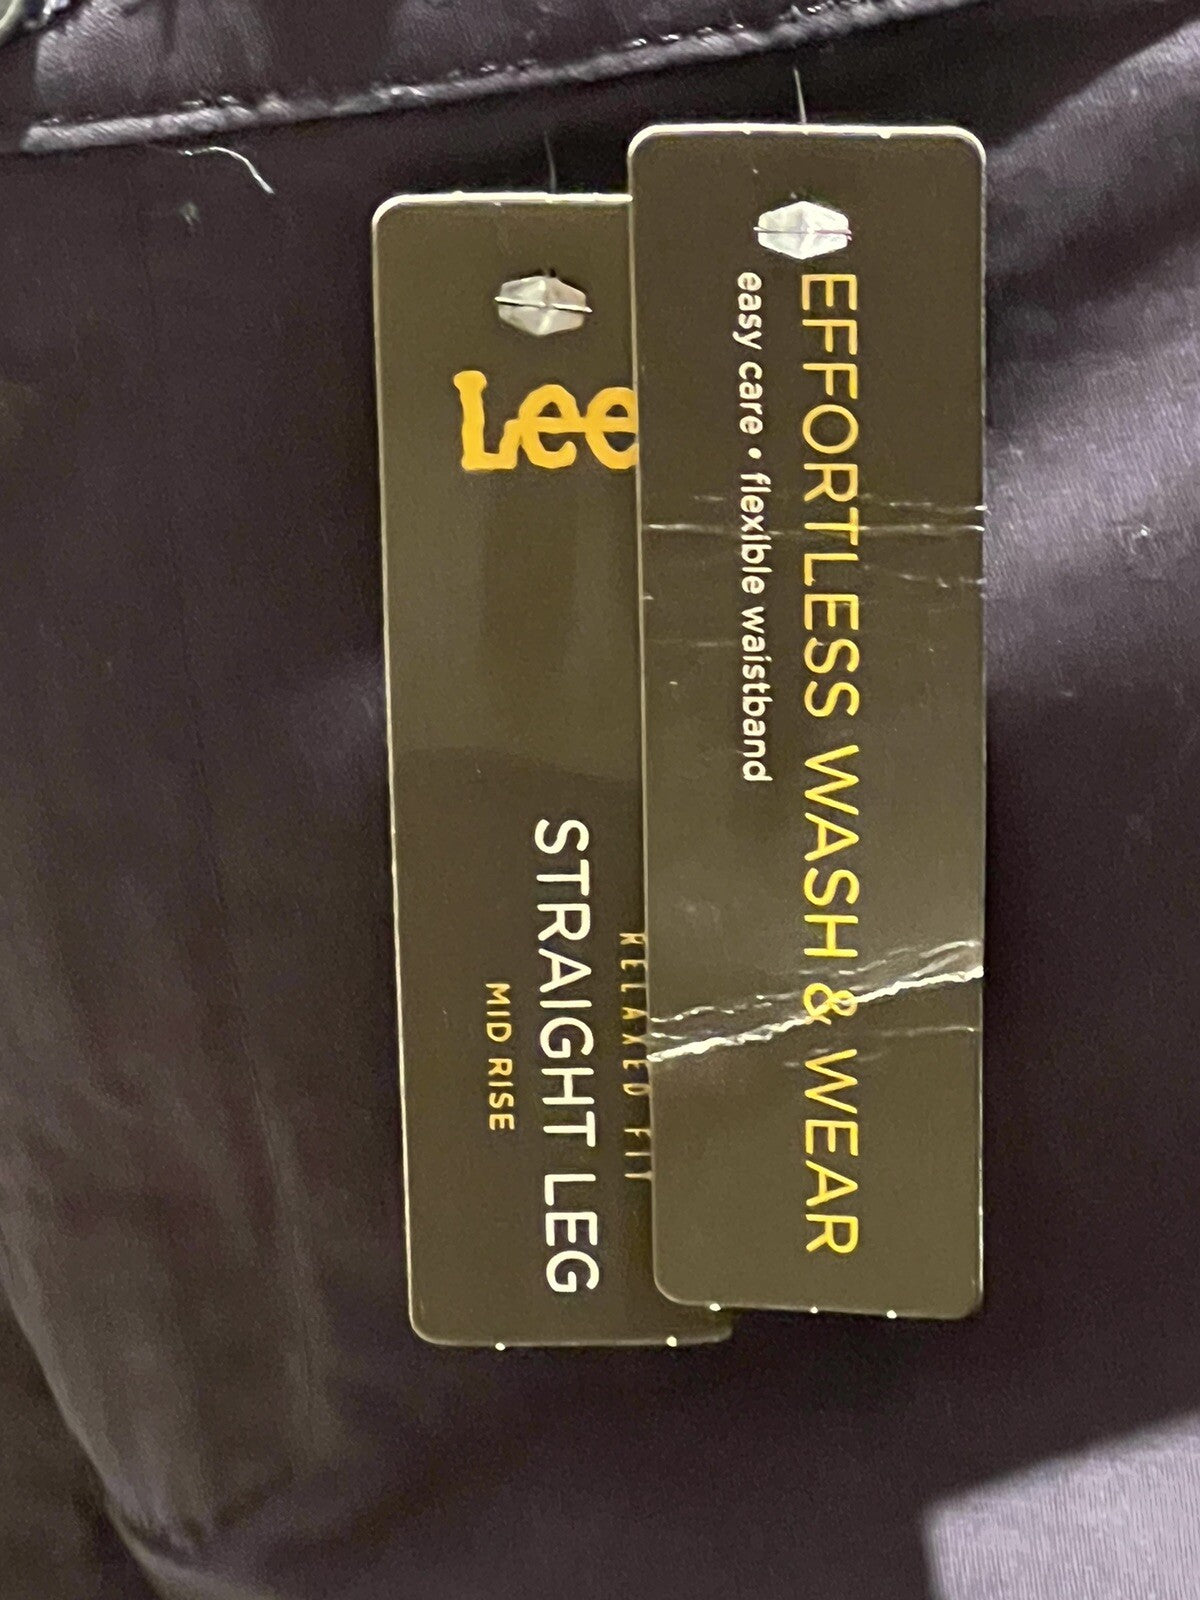 Lee
RELAXED FIT
STRAIGHT LEG
MID RISE
EFFORTLESS WASH & WEAR
easy care • flexible waistband